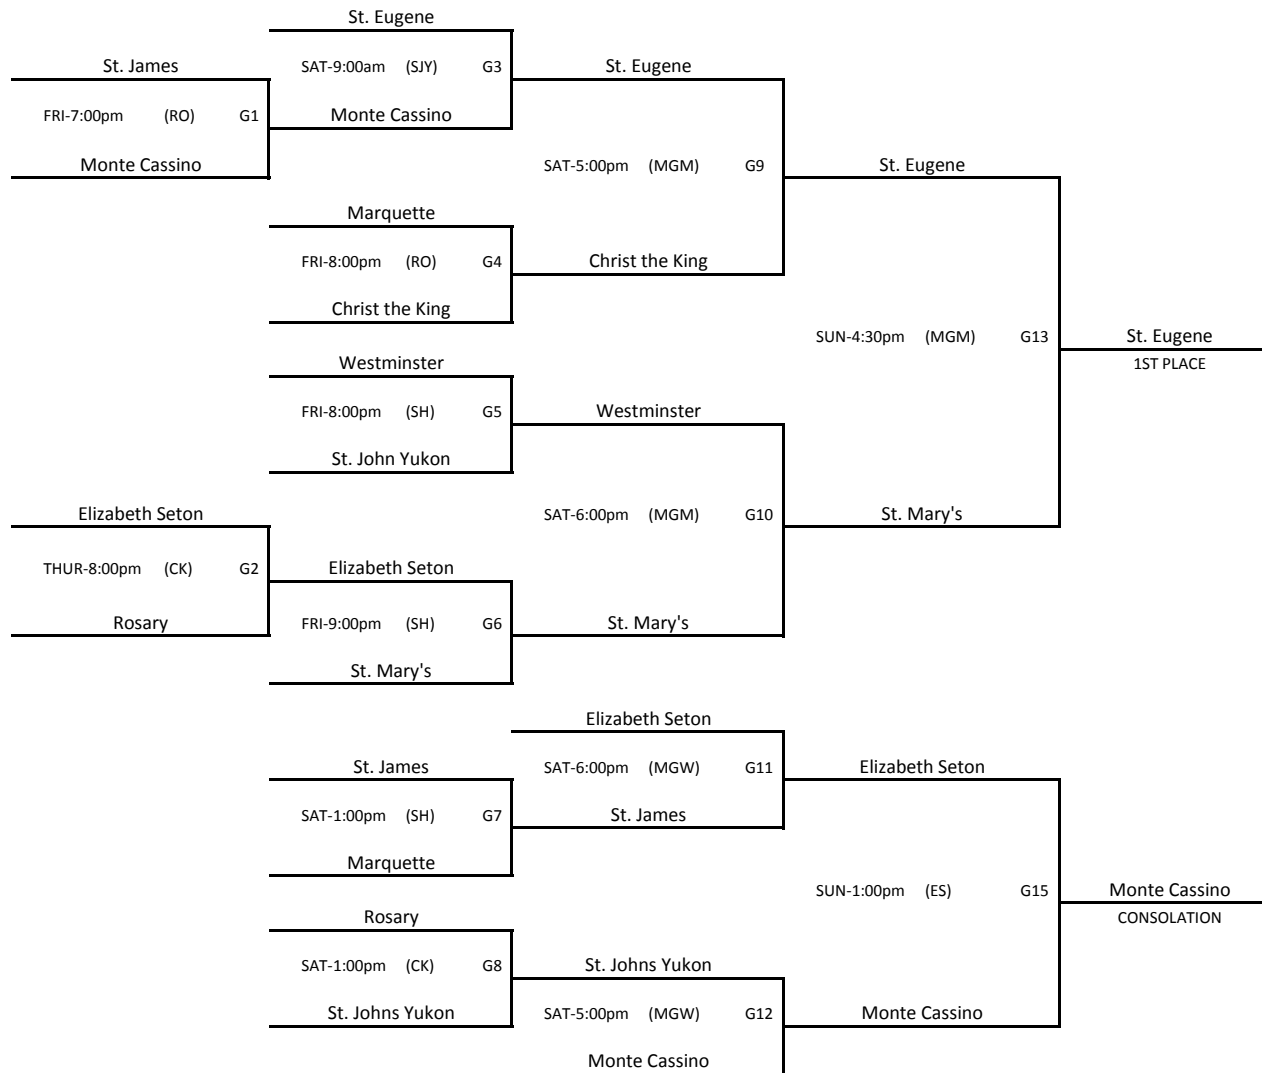 St. Eugene
St. James
SAT-9:00am (SJY) G3
St. Eugene
FRI-7:00pm (RO) G1
Monte Cassino
Monte Cassino
SAT-5:00pm (MGM) G9
St. Eugene
Marquette
FRI-8:00pm (RO) G4
Christ the King
Christ the King
SUN-4:30pm (MGM) G13
St. Eugene
1ST PLACE
Westminster
FRI-8:00pm (SH) G5
Westminster
St. John Yukon
Elizabeth Seton
SAT-6:00pm (MGM) G10
St. Mary's
THUR-8:00pm (CK) G2
Elizabeth Seton
Rosary
FRI-9:00pm (SH) G6
St. Mary's
St. Mary's
Elizabeth Seton
St. James
SAT-6:00pm (MGW) G11
Elizabeth Seton
SAT-1:00pm (SH) G7
St. James
Marquette
SUN-1:00pm (ES) G15
Monte Cassino
CONSOLATION
Rosary
SAT-1:00pm (CK) G8
St. Johns Yukon
St. Johns Yukon
SAT-5:00pm (MGW) G12
Monte Cassino
Monte Cassino